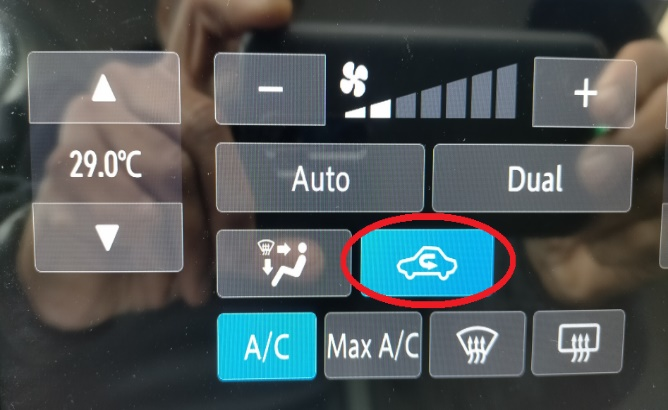 29.0°C
− +
Auto Dual
A/C Max A/C